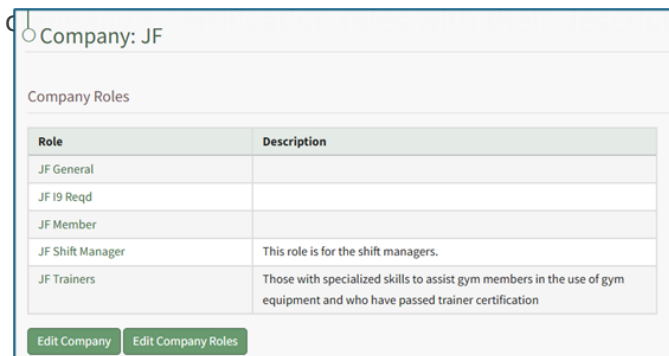 Company: JF
Company Roles
Role Description
JF General
JF I9 Reqd
JF Member
JF Shift Manager This role is for the shift managers.
JF Trainers Those with specialized skills to assist gym members in the use of gym
equipment and who have passed trainer certification
Edit Company Edit Company Roles